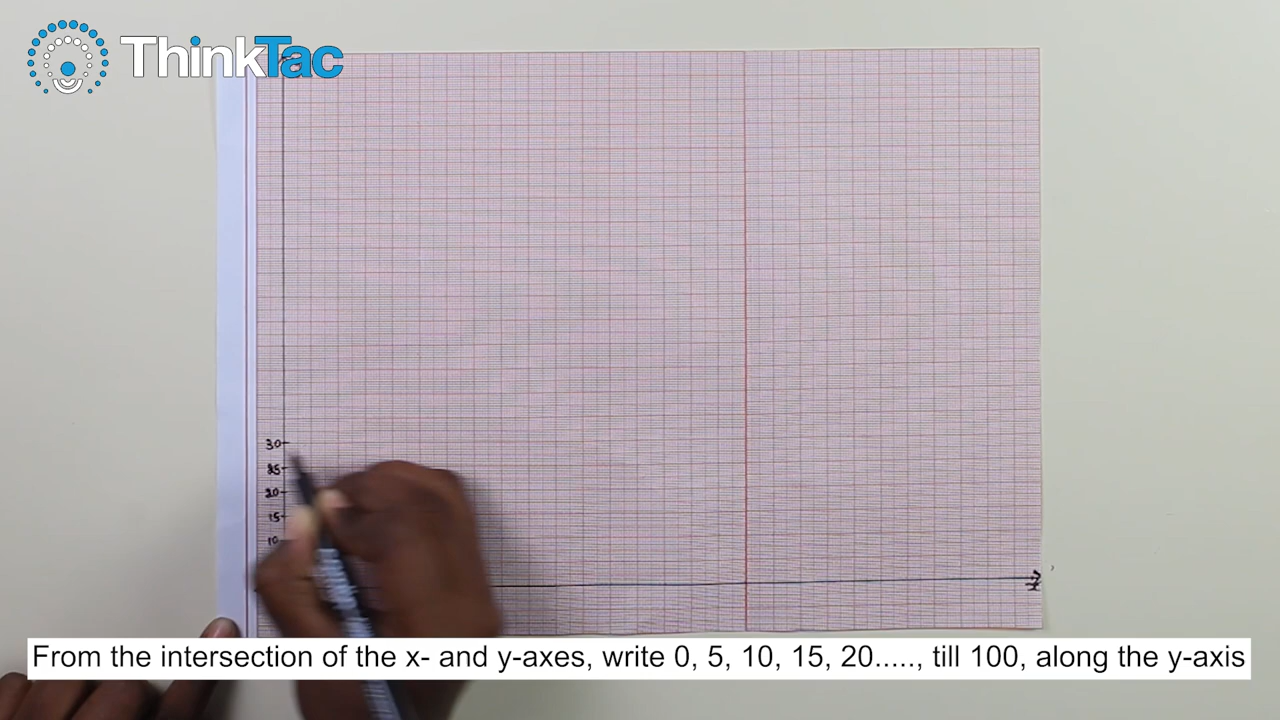 ThinkTac
30
25
20
15
10
x
From the intersection of the x- and y-axes, write 0, 5, 10, 15, 20....., till 100, along the y-axis